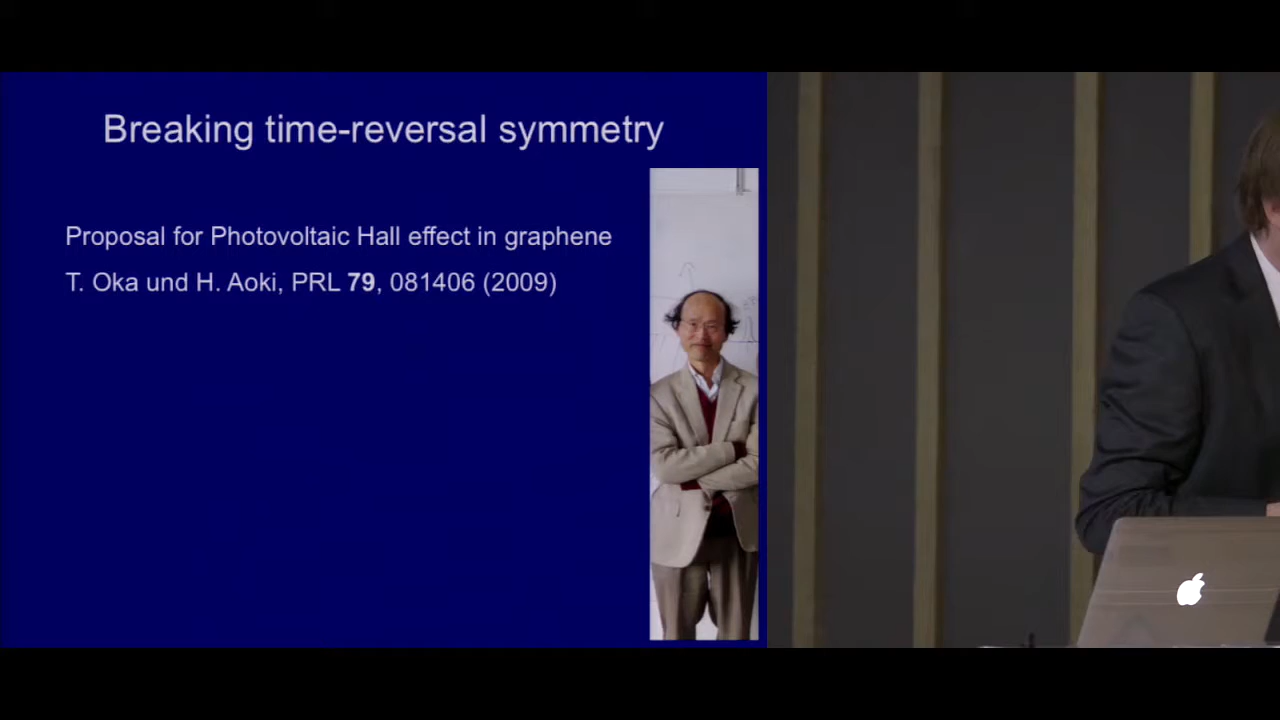 Breaking time-reversal symmetry
Proposal for Photovoltaic Hall effect in graphene
T. Oka und H. Aoki, PRL 79, 081406 (2009)